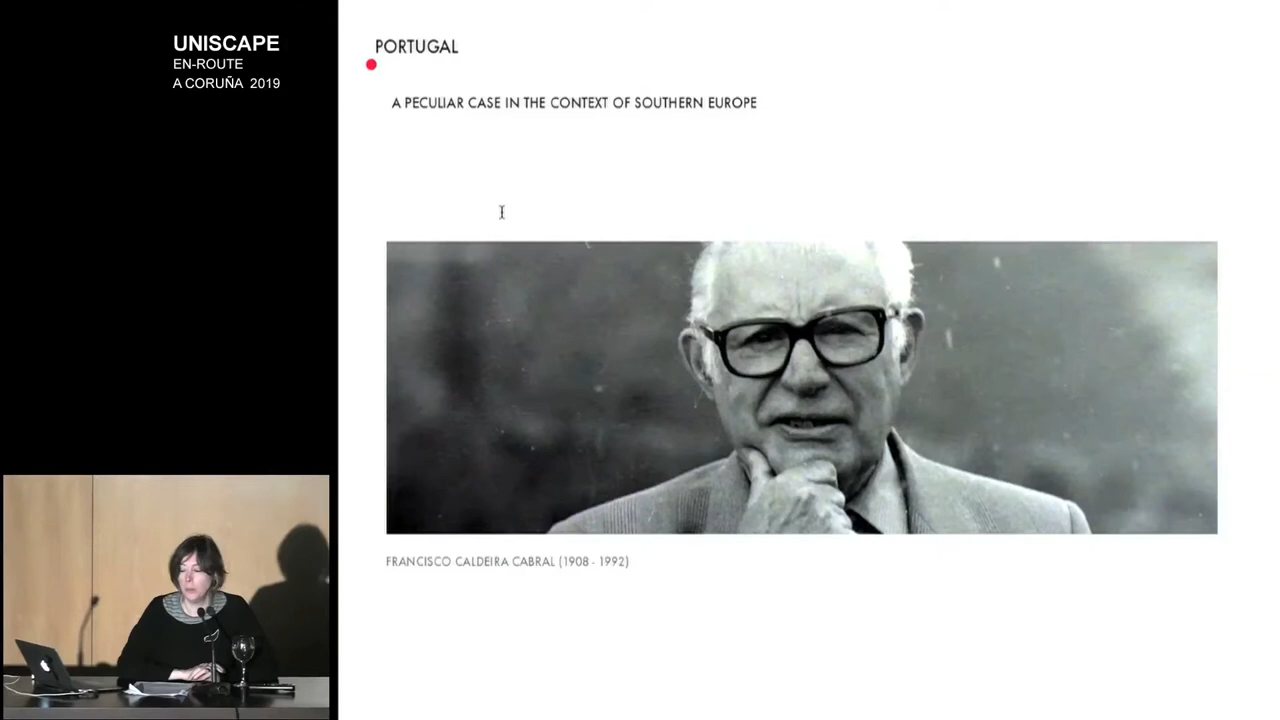 UNISCAPE
EN-ROUTE
A CORUÑA 2019
PORTUGAL
A PECULIAR CASE IN THE CONTEXT OF SOUTHERN EUROPE
FRANCISCO CALDEIRA CABRAL (1908 - 1992)